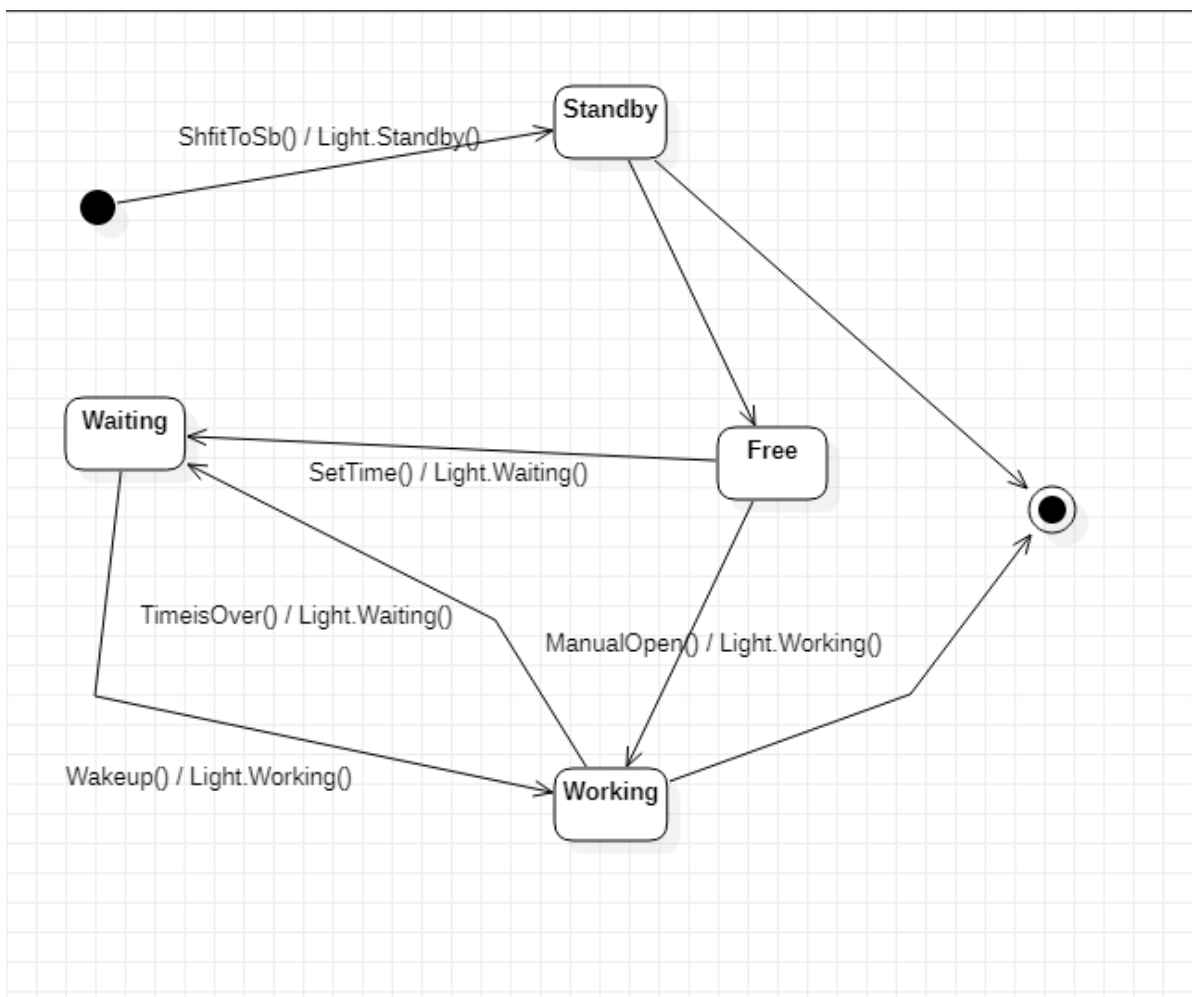 Standby
ShfitToSb() / Light.Standby()
Waiting
Free
SetTime() / Light.Waiting()
TimeisOver() / Light.Waiting()
ManualOpen() / Light.Working()
Wakeup() / Light.Working()
Working